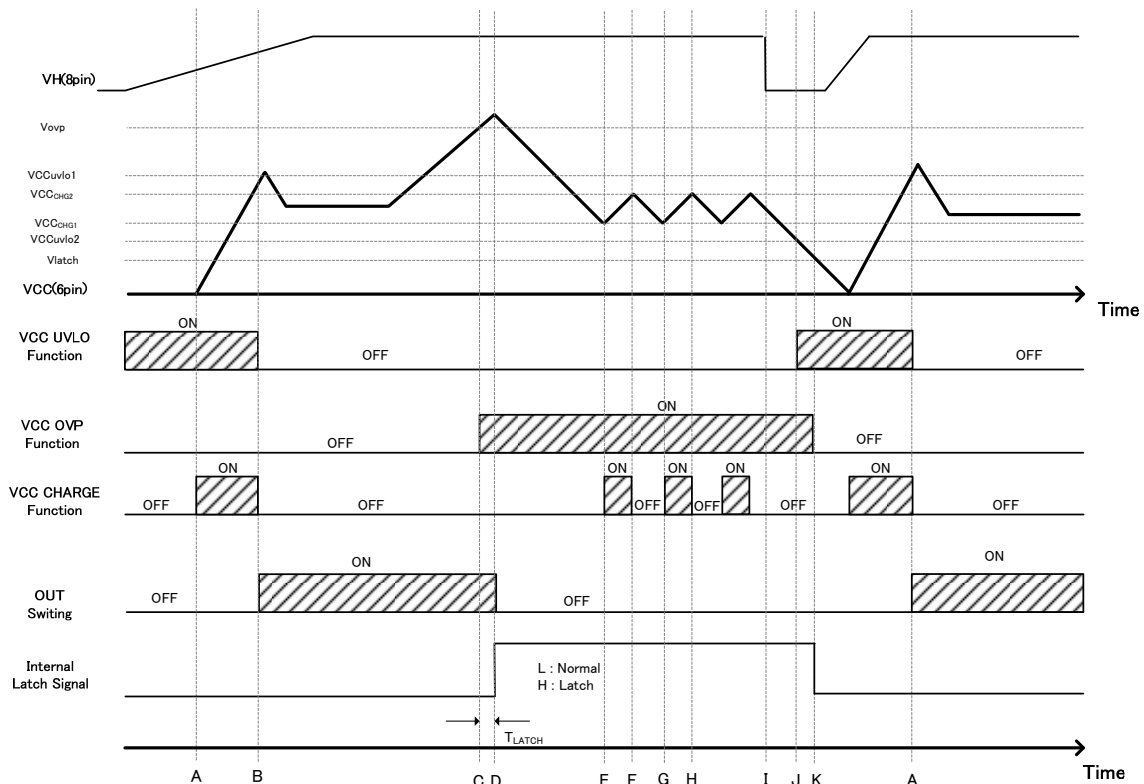 VH(8pin)
Vovp
VCCuvlo1
VCCCHG2
VCCCHG1
VCCuvlo2
Vlatch
VCC(6pin)
Time
VCC UVLO
Function
ON
OFF
ON
OFF
VCC OVP
Function
OFF
ON
OFF
VCC CHARGE
Function
OFF
ON
OFF
ON
OFF
ON
OFF
ON
OFF
ON
OFF
OUT
Switing
OFF
ON
OFF
ON
Internal
Latch Signal
L : Normal
H : Latch
TLATCH
A B C D E F G H I J K A
Time